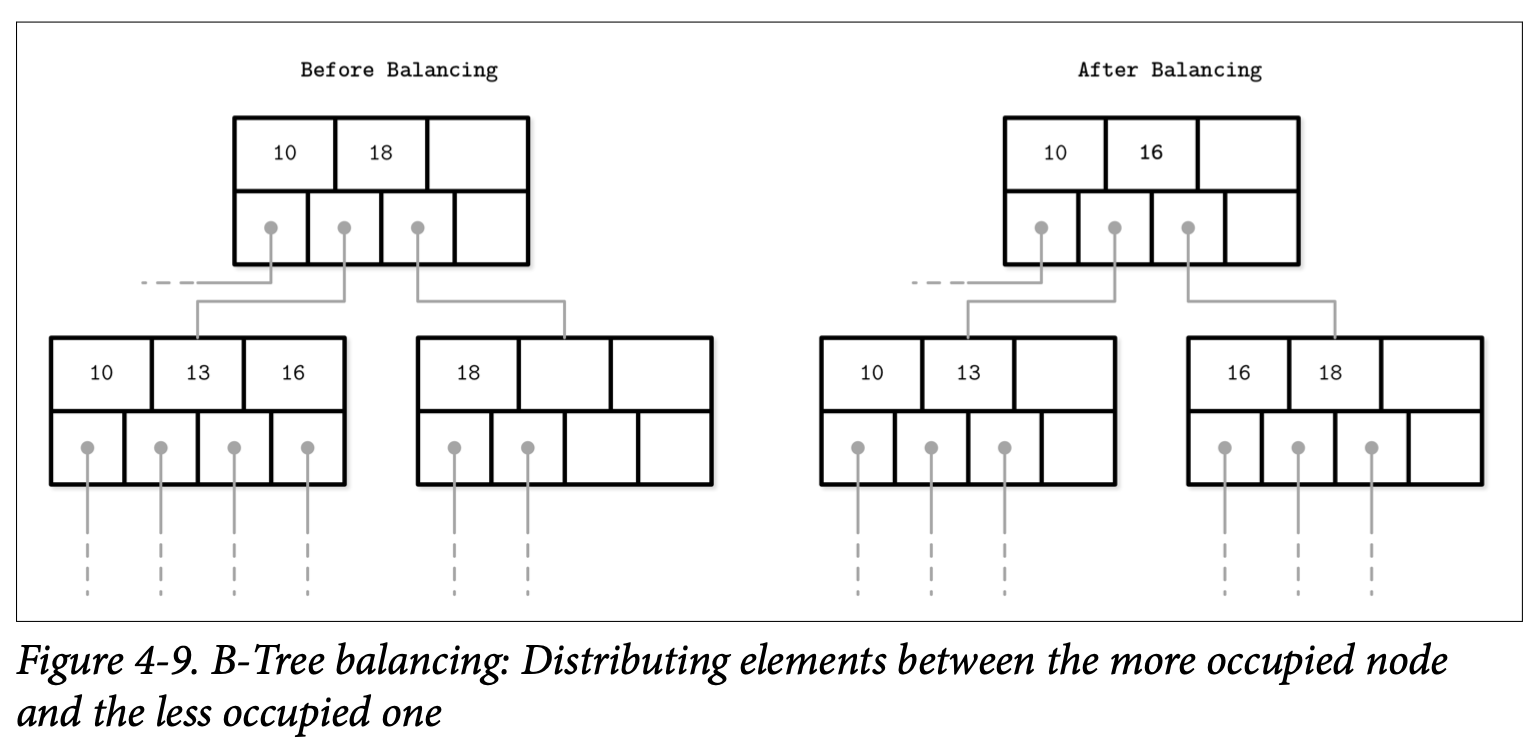 Before Balancing
10 18
10 13 16
18
After Balancing
10 16
10 13
16 18
Figure 4-9. B-Tree balancing: Distributing elements between the more occupied node
and the less occupied one